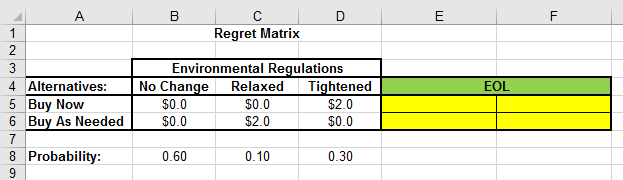 A B C D E F
1 Regret Matrix
2
3 Environmental Regulations
4 Alternatives: No Change Relaxed Tightened EOL
5 Buy Now $0.0 $0.0 $2.0
6 Buy As Needed $0.0 $2.0 $0.0
7
8 Probability: 0.60 0.10 0.30
9